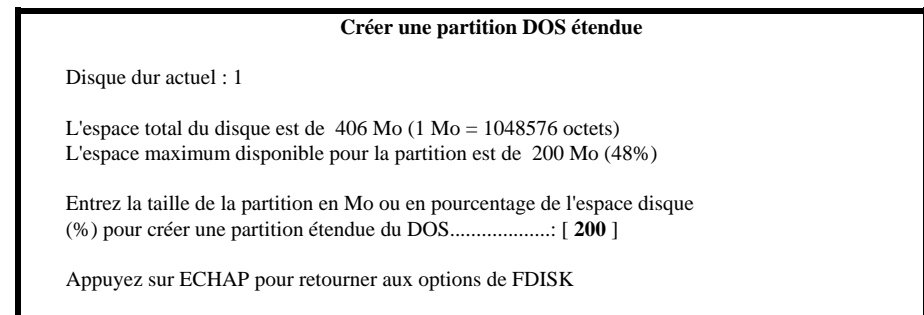 Créer une partition DOS étendue
Disque dur actuel : 1
L'espace total du disque est de 406 Mo (1 Mo = 1048576 octets)
L'espace maximum disponible pour la partition est de 200 Mo (48%)
Entrez la taille de la partition en Mo ou en pourcentage de l'espace disque
(%) pour créer une partition étendue du DOS...................: [ 200 ]
Appuyez sur ECHAP pour retourner aux options de FDISK